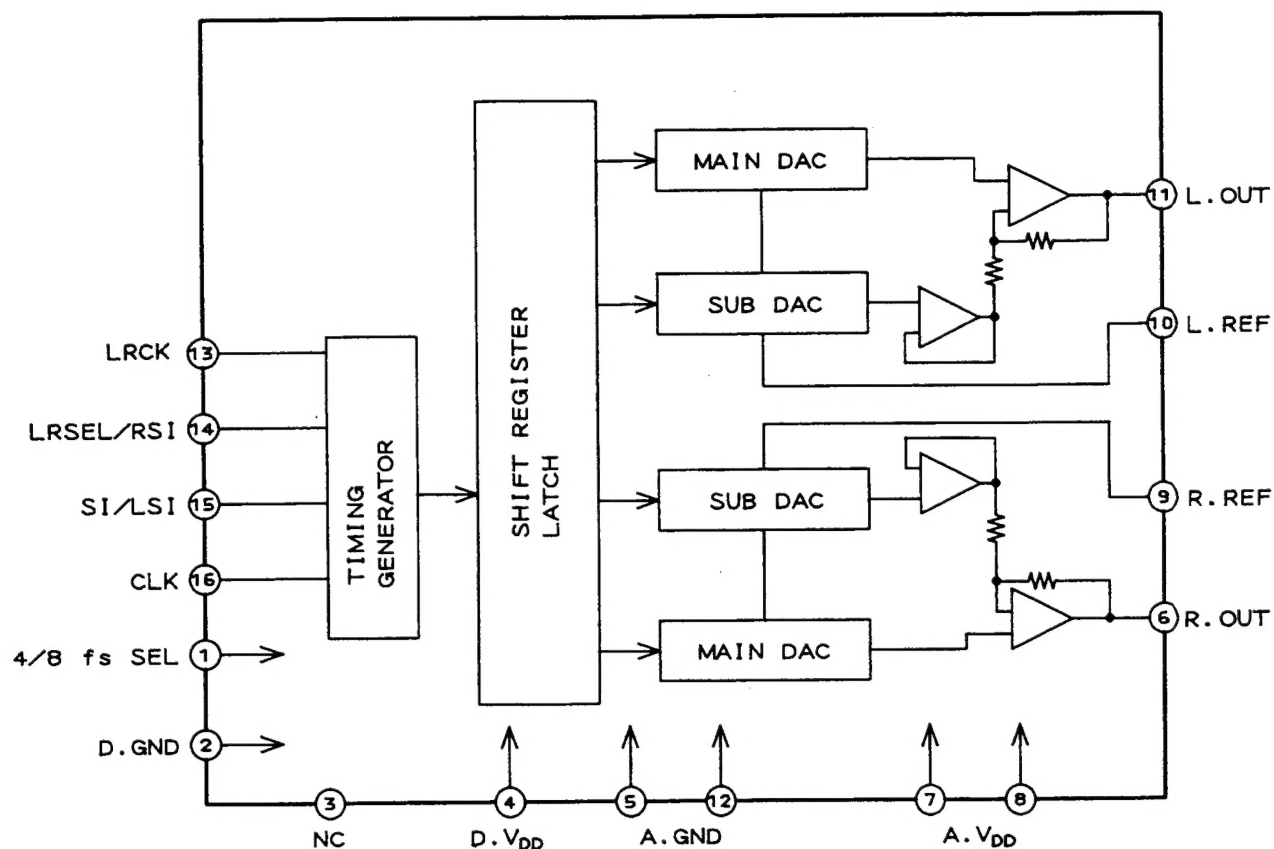 MAIN DAC
11 L.OUT
SUB DAC
10 L.REF
LRCK 13
LRSEL/RSI 14
SI/LSI 15
CLK 16
4/8 fs SEL 1
D.GND 2
TIMING
GENERATOR
SHIFT REGISTER
LATCH
SUB DAC
9 R.REF
MAIN DAC
6 R.OUT
3 4 5 12 7 8
NC D.VDD A.GND A.VDD